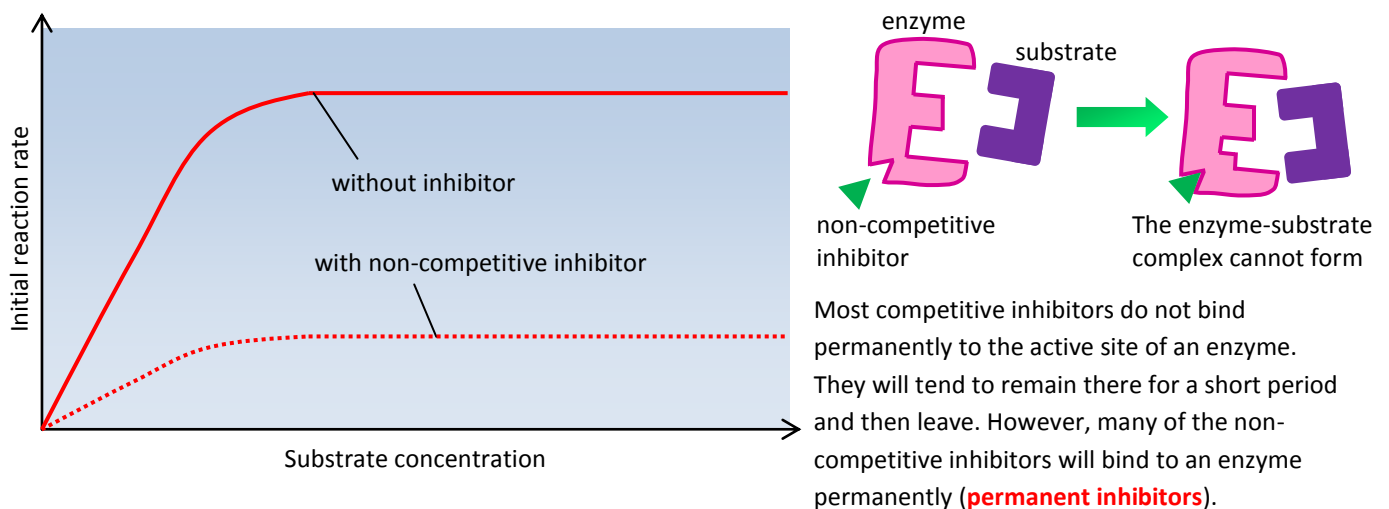 Initial reaction rate
without inhibitor
with non-competitive inhibitor
Substrate concentration
enzyme
substrate
non-competitive
inhibitor
The enzyme-substrate
complex cannot form
Most competitive inhibitors do not bind
permanently to the active site of an enzyme.
They will tend to remain there for a short period
and then leave. However, many of the non-
competitive inhibitors will bind to an enzyme
permanently (permanent inhibitors).